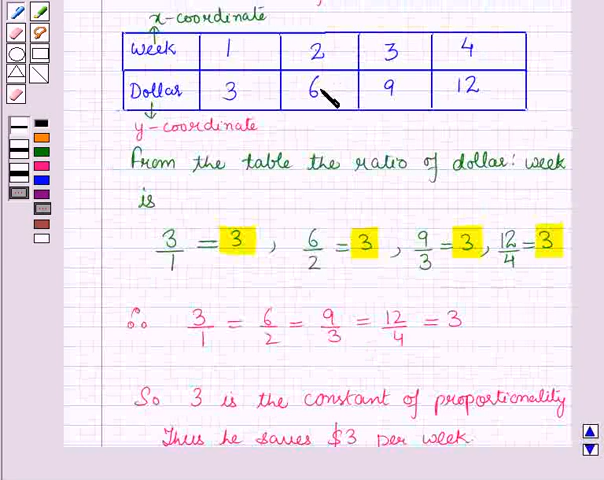 x-coordinate
Week 1 2 3 4
Dollar 3 6 9 12
y-coordinate
From the table the ratio of dollar : week
is
3/1 = 3 , 6/2 = 3 , 9/3 = 3 , 12/4 = 3
∴ 3/1 = 6/2 = 9/3 = 12/4 = 3
So 3 is the constant of proportionality
Thus he saves $3 per week.